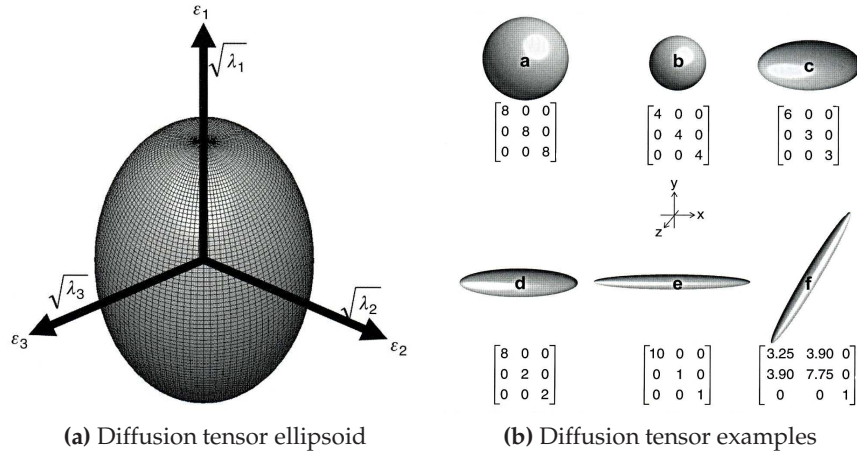 ε1
√λ1
√λ3
√λ2
ε3
ε2
(a) Diffusion tensor ellipsoid
a
b
c
8 0 0
0 8 0
0 0 8
4 0 0
0 4 0
0 0 4
6 0 0
0 3 0
0 0 3
y
x
z
d
e
f
8 0 0
0 2 0
0 0 2
10 0 0
0 1 0
0 0 1
3.25 3.90 0
3.90 7.75 0
0 0 1
(b) Diffusion tensor examples